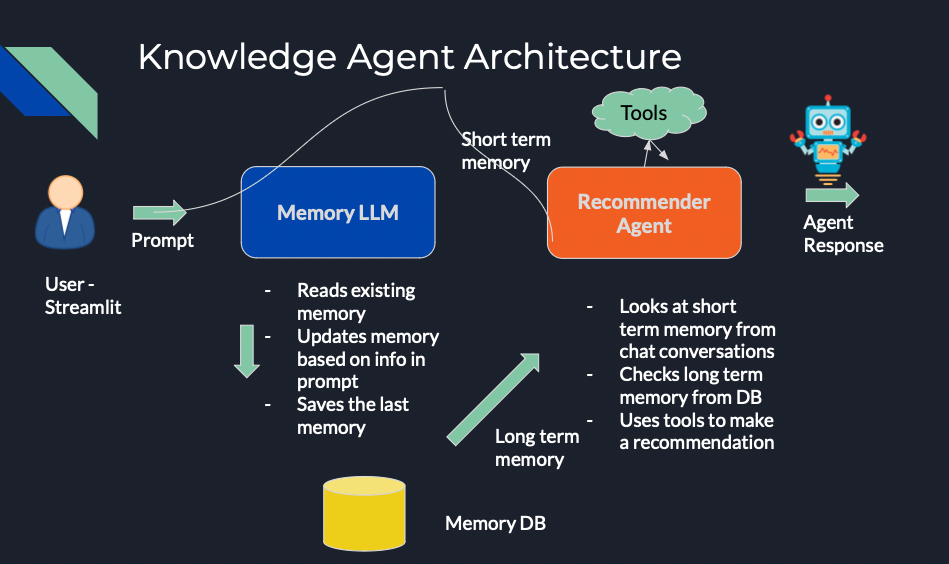 Knowledge Agent Architecture
Tools
Short term
memory
Memory LLM
Recommender
Agent
Prompt
Agent
Response
User -
Streamlit
- Reads existing
memory
- Updates memory
based on info in
prompt
- Saves the last
memory
- Looks at short
term memory from
chat conversations
- Checks long term
memory from DB
- Uses tools to make
a recommendation
Long term
memory
Memory DB